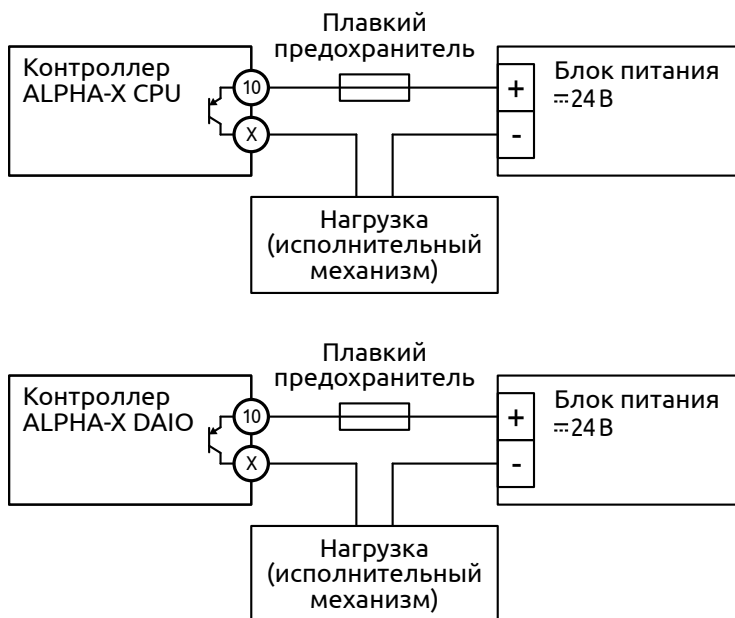 Плавкий
предохранитель
Контроллер
ALPHA-X CPU
10
X
+
-
Блок питания
⎓24 В
Нагрузка
(исполнительный
механизм)
Плавкий
предохранитель
Контроллер
ALPHA-X DAIO
10
X
+
-
Блок питания
⎓24 В
Нагрузка
(исполнительный
механизм)